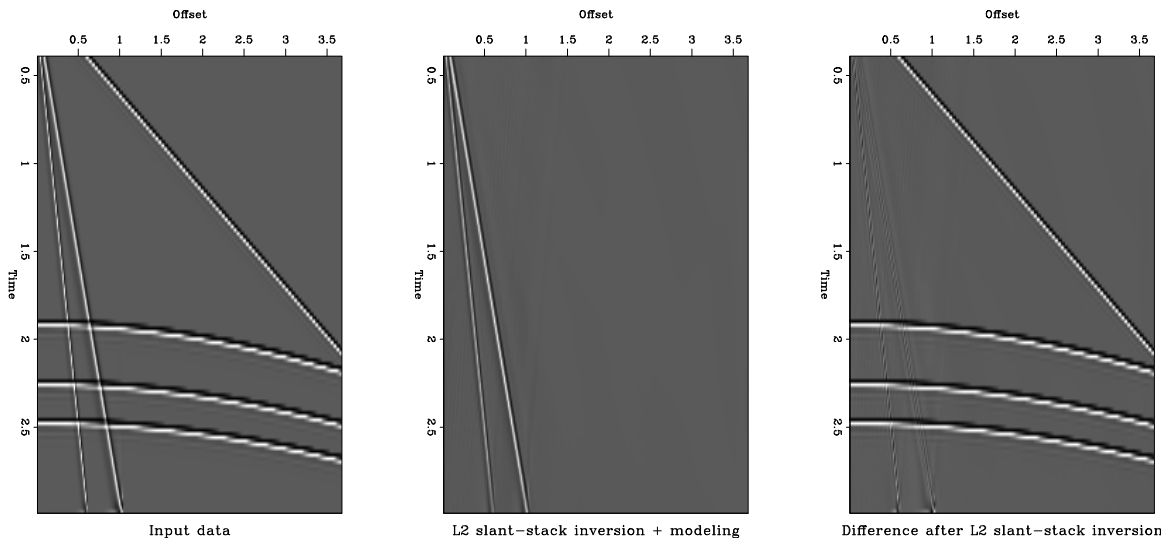 Offset
0.5 1 1.5 2 2.5 3 3.5
Time
0.5 1 1.5 2 2.5
Input data
Offset
0.5 1 1.5 2 2.5 3 3.5
Time
0.5 1 1.5 2 2.5
L2 slant-stack inversion + modeling
Offset
0.5 1 1.5 2 2.5 3 3.5
Time
0.5 1 1.5 2 2.5
Difference after L2 slant-stack inversion